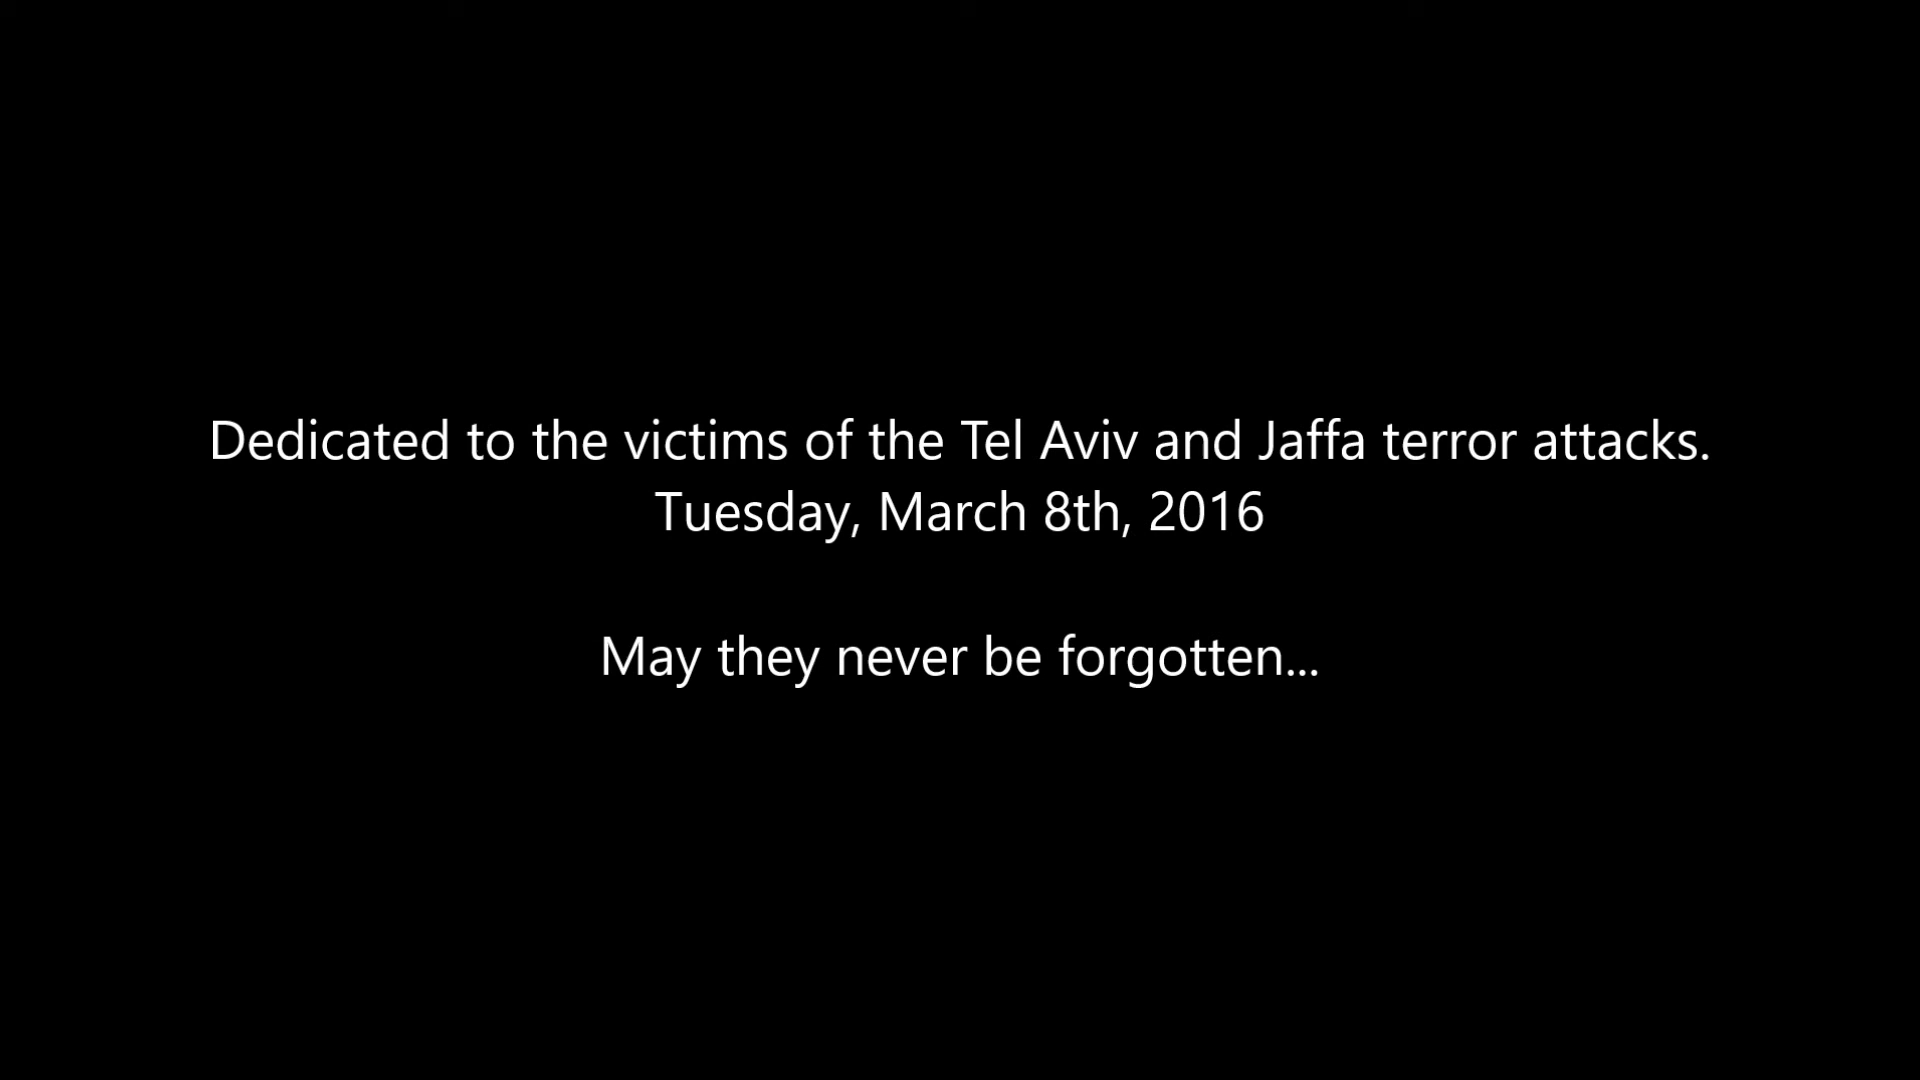 Dedicated to the victims of the Tel Aviv and Jaffa terror attacks.
Tuesday, March 8th, 2016
May they never be forgotten...